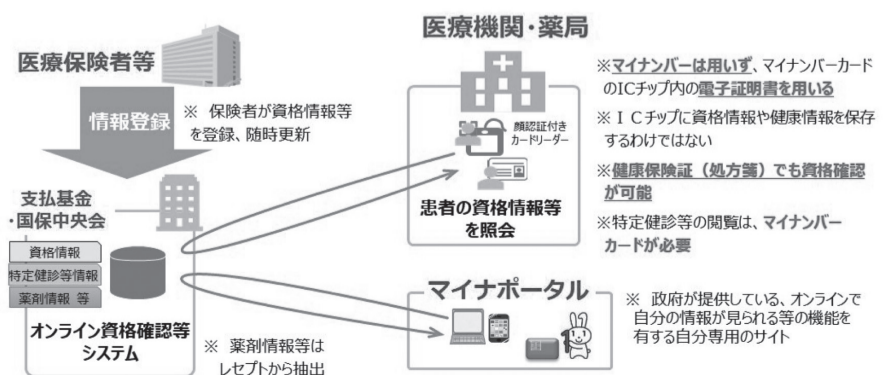 医療保険者等
情報登録
※ 保険者が資格情報等
を登録、随時更新
支払基金
・国保中央会
資格情報
特定健診等情報
薬剤情報 等
オンライン資格確認等
システム
※ 薬剤情報等は
レセプトから抽出
医療機関・薬局
顔認証付き
カードリーダー
患者の資格情報等
を照会
※マイナンバーは用いず、マイナンバーカード
のICチップ内の電子証明書を用いる
※ICチップに資格情報や健康情報を保存
するわけではない
※健康保険証（処方箋）でも資格確認
が可能
※特定健診等の閲覧は、マイナンバー
カードが必要
マイナポータル
※ 政府が提供している、オンラインで
自分の情報が見られる等の機能を
有する自分専用のサイト